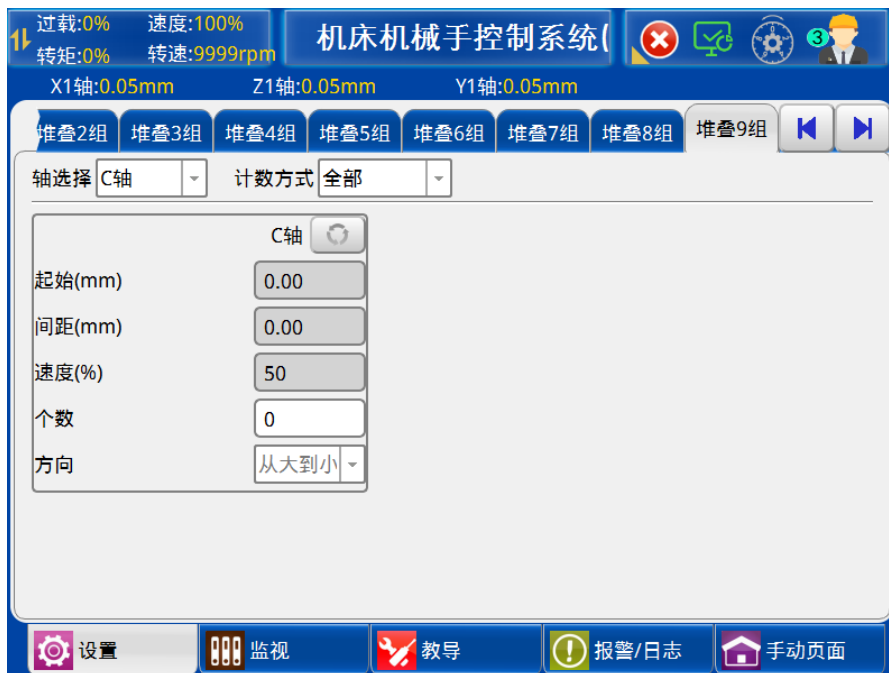 过载:0% 速度:100%
转矩:0% 转速:9999rpm
机床机械手控制系统(
3
X1轴:0.05mm Z1轴:0.05mm Y1轴:0.05mm
堆叠2组 堆叠3组 堆叠4组 堆叠5组 堆叠6组 堆叠7组 堆叠8组 堆叠9组
轴选择 C轴 计数方式 全部
C轴
起始(mm) 0.00
间距(mm) 0.00
速度(%) 50
个数 0
方向 从大到小
设置 监视 教导 报警/日志 手动页面